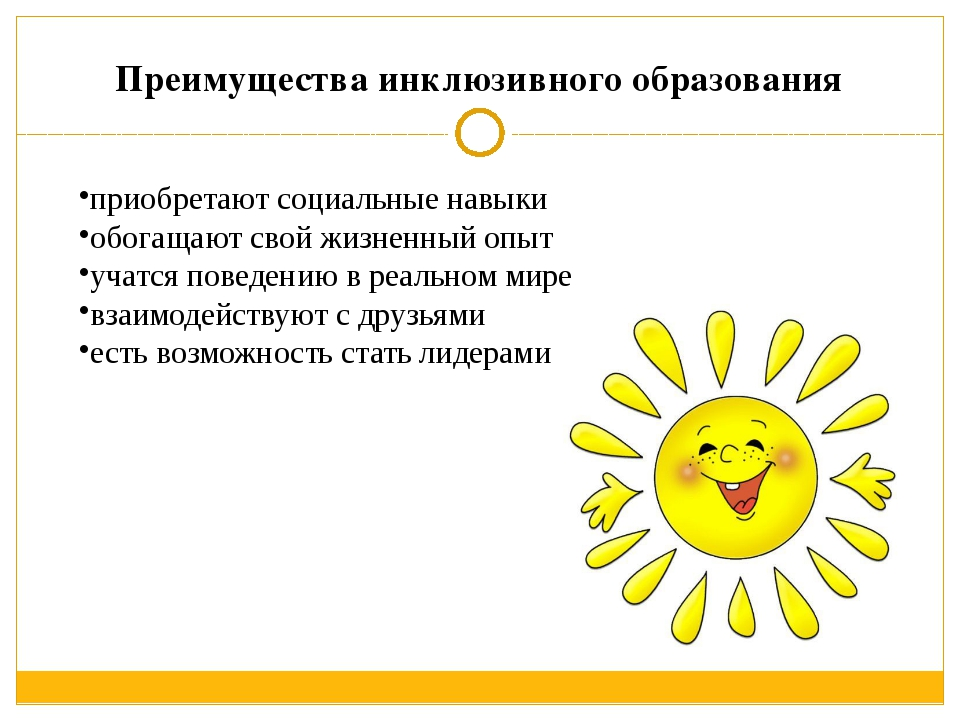 Преимущества инклюзивного образования
•приобретают социальные навыки
•обогащают свой жизненный опыт
•учатся поведению в реальном мире
•взаимодействуют с друзьями
•есть возможность стать лидерами